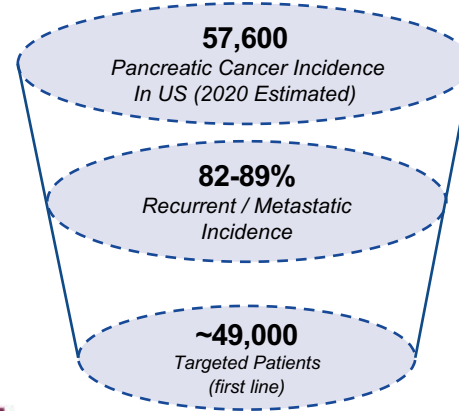 57,600
Pancreatic Cancer Incidence
In US (2020 Estimated)
82-89%
Recurrent / Metastatic
Incidence
~49,000
Targeted Patients
(first line)